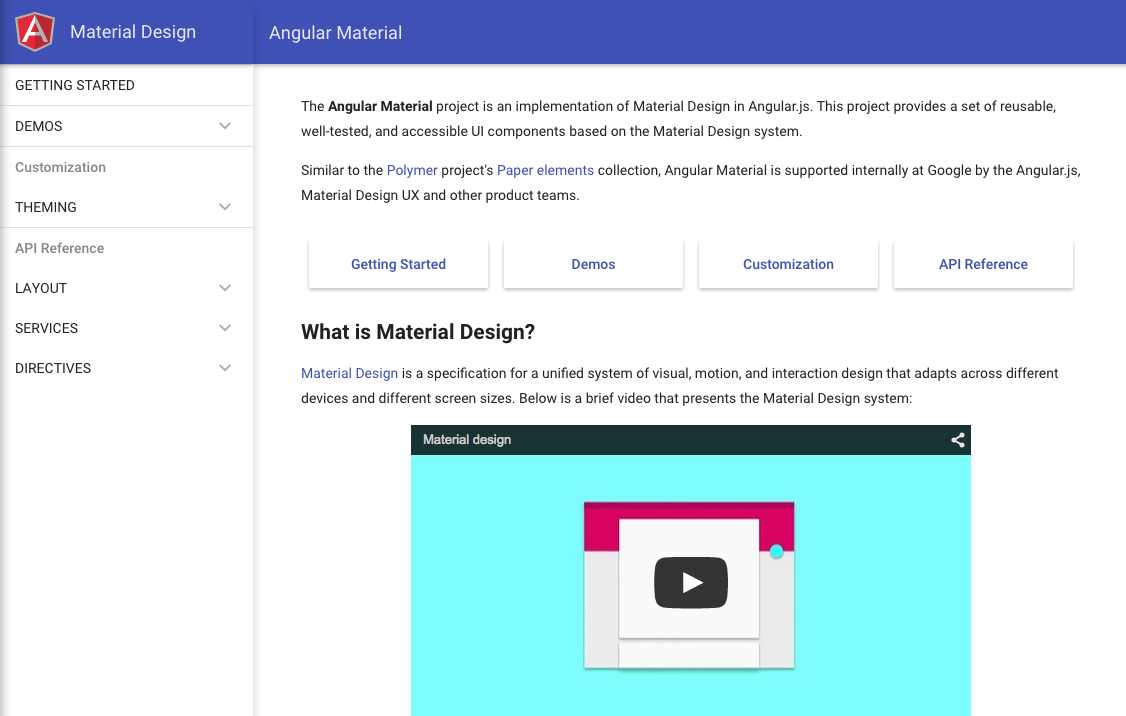 Material Design
Angular Material
GETTING STARTED
DEMOS
Customization
THEMING
API Reference
LAYOUT
SERVICES
DIRECTIVES
The Angular Material project is an implementation of Material Design in Angular.js. This project provides a set of reusable,
well-tested, and accessible UI components based on the Material Design system.
Similar to the Polymer project's Paper elements collection, Angular Material is supported internally at Google by the Angular.js,
Material Design UX and other product teams.
Getting Started
Demos
Customization
API Reference
What is Material Design?
Material Design is a specification for a unified system of visual, motion, and interaction design that adapts across different
devices and different screen sizes. Below is a brief video that presents the Material Design system:
Material design